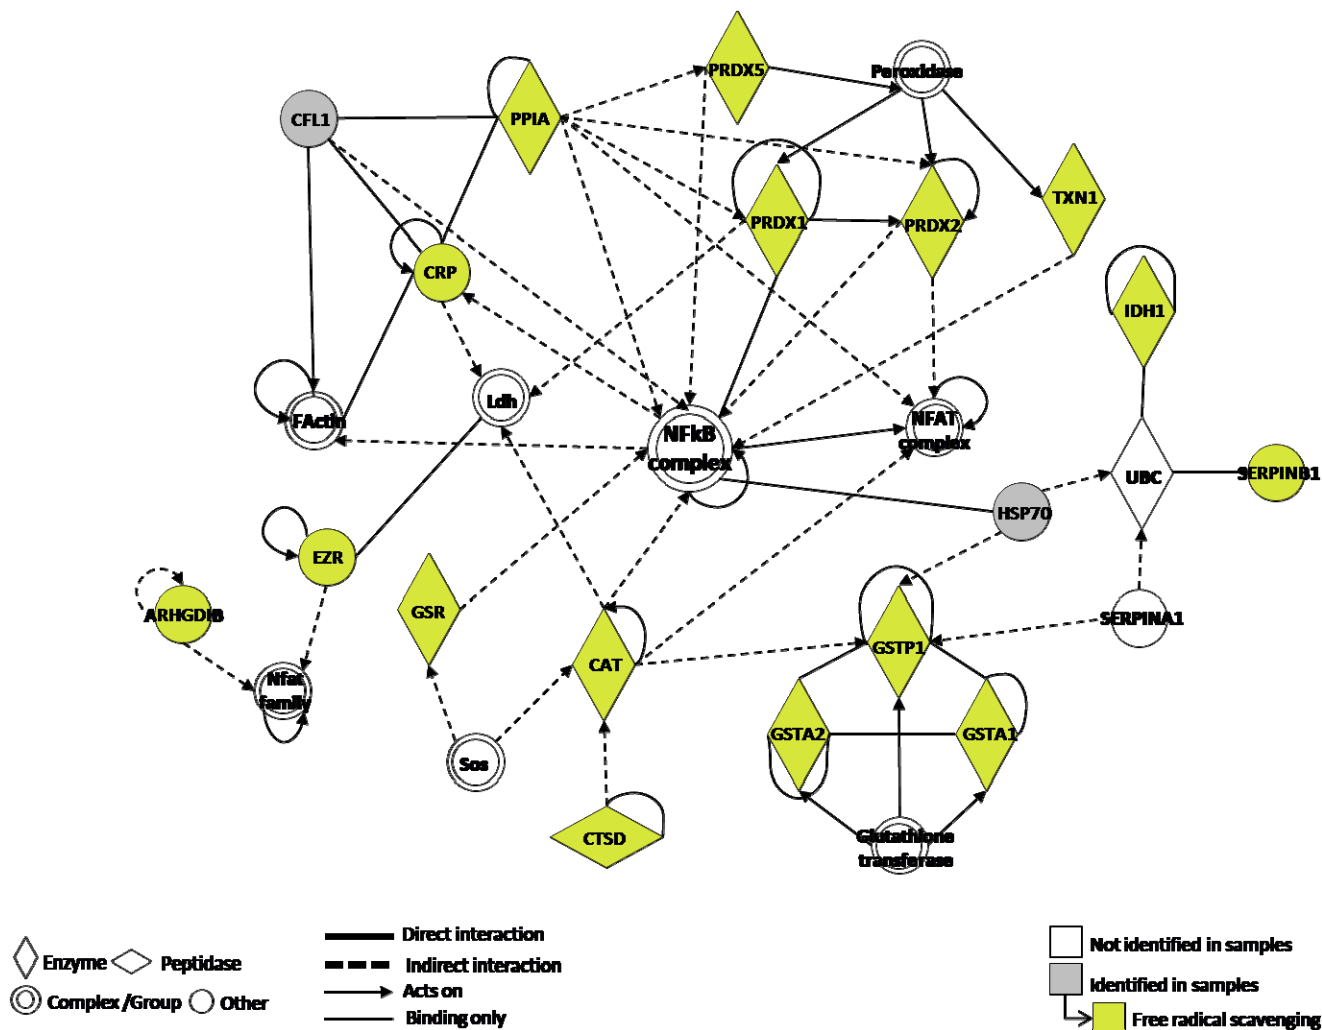 PRDX5
Peroxidase
CFL1
PPIA
TXN1
PRDX1
PRDX2
CRP
IDH1
Ldh
FActin
NFkB
complex
NFAT
complex
UBC
SERPINB1
HSP70
EZR
ARHGDIB
GSR
SERPINA1
GSTP1
CAT
Nfat
family
GSTA2
GSTA1
Sos
CTSD
Glutathione
transferase
Direct interaction
Not identified in samples
Enzyme
Peptidase
Indirect interaction
Identified in samples
Complex /Group
Other
Acts on
Binding only
Free radical scavenging